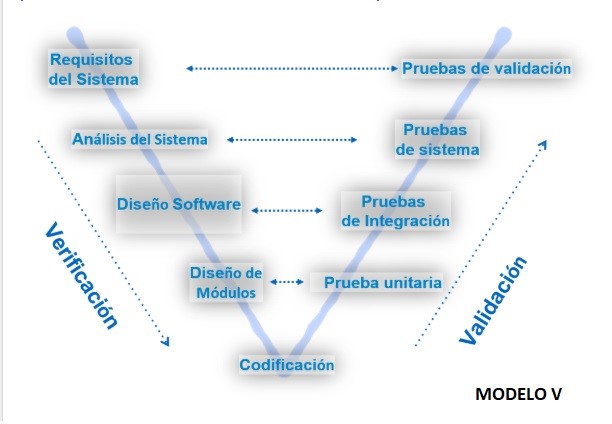 Requisitos
del Sistema
Pruebas de validación
Análisis del Sistema
Pruebas
de sistema
Diseño Software
Pruebas
de Integración
Diseño de
Módulos
Prueba unitaria
Verificación
Validación
Codificación
MODELO V